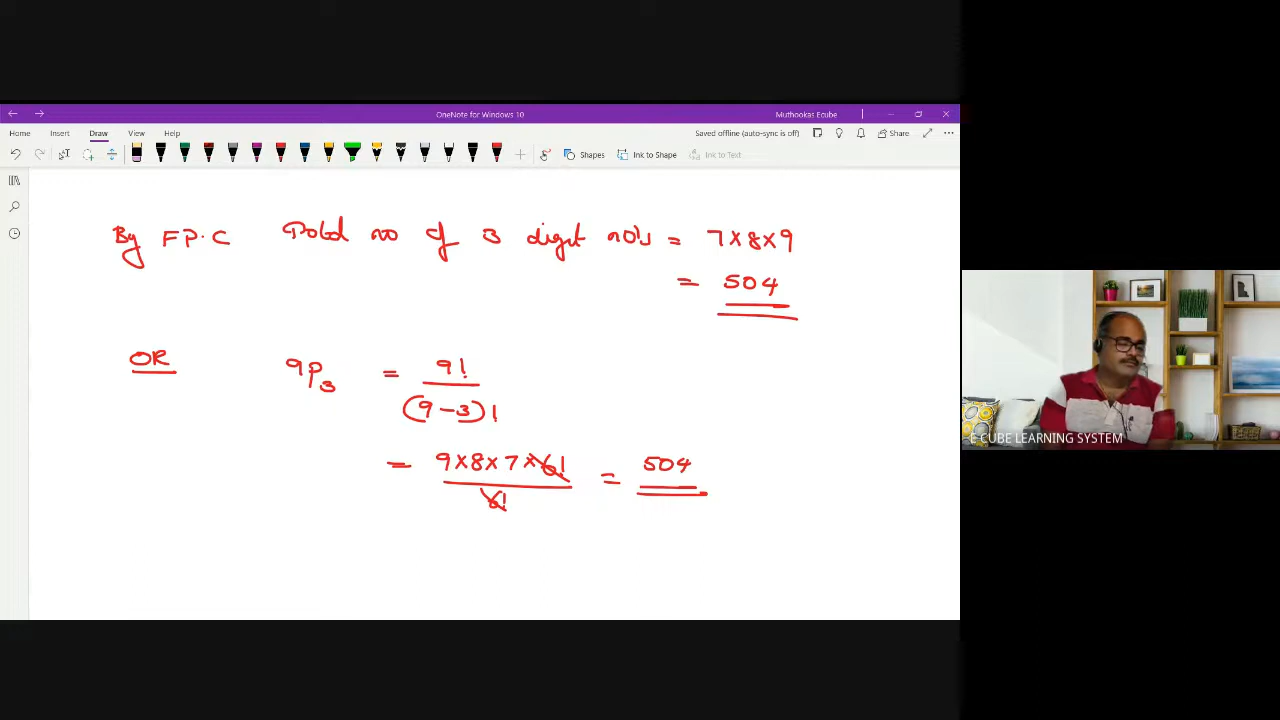 OneNote for Windows 10
Muthookas Ecube
Home Insert Draw View Help
Saved offline (auto-sync is off)
Share
Shapes
Ink to Shape
Ink to Text
By F.P.C Total no of 3 digit no's = 7×8×9
= 504
OR 9P3 = 9!
(9-3)!
= 9×8×7×6! = 504
6!
E CUBE LEARNING SYSTEM